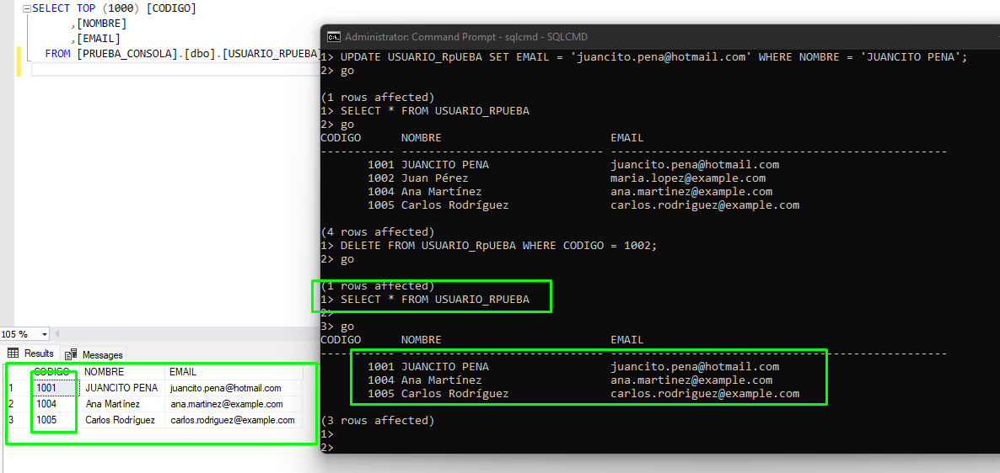 SELECT TOP (1000) [CODIGO]
,[NOMBRE]
,[EMAIL]
FROM [PRUEBA_CONSOLA].[dbo].[USUARIO_RPUEBA]
105 %
Results Messages
CODIGO NOMBRE EMAIL
1 1001 JUANCITO PENA juancito.pena@hotmail.com
2 1004 Ana Martínez ana.martinez@example.com
3 1005 Carlos Rodríguez carlos.rodriguez@example.com
Administrator: Command Prompt - sqlcmd - SQLCMD
1> UPDATE USUARIO_RpUEBA SET EMAIL = 'juancito.pena@hotmail.com' WHERE NOMBRE = 'JUANCITO PENA';
2> go
(1 rows affected)
1> SELECT * FROM USUARIO_RPUEBA
2> go
CODIGO NOMBRE EMAIL
----------- ------------------------------ --------------------------------------------------
1001 JUANCITO PENA juancito.pena@hotmail.com
1002 Juan Pérez maria.lopez@example.com
1004 Ana Martínez ana.martinez@example.com
1005 Carlos Rodríguez carlos.rodriguez@example.com
(4 rows affected)
1> DELETE FROM USUARIO_RpUEBA WHERE CODIGO = 1002;
2> go
(1 rows affected)
1> SELECT * FROM USUARIO_RPUEBA
2>
3> go
CODIGO NOMBRE EMAIL
----------- ------------------------------ --------------------------------------------------
1001 JUANCITO PENA juancito.pena@hotmail.com
1004 Ana Martínez ana.martinez@example.com
1005 Carlos Rodríguez carlos.rodriguez@example.com
(3 rows affected)
1>
2>